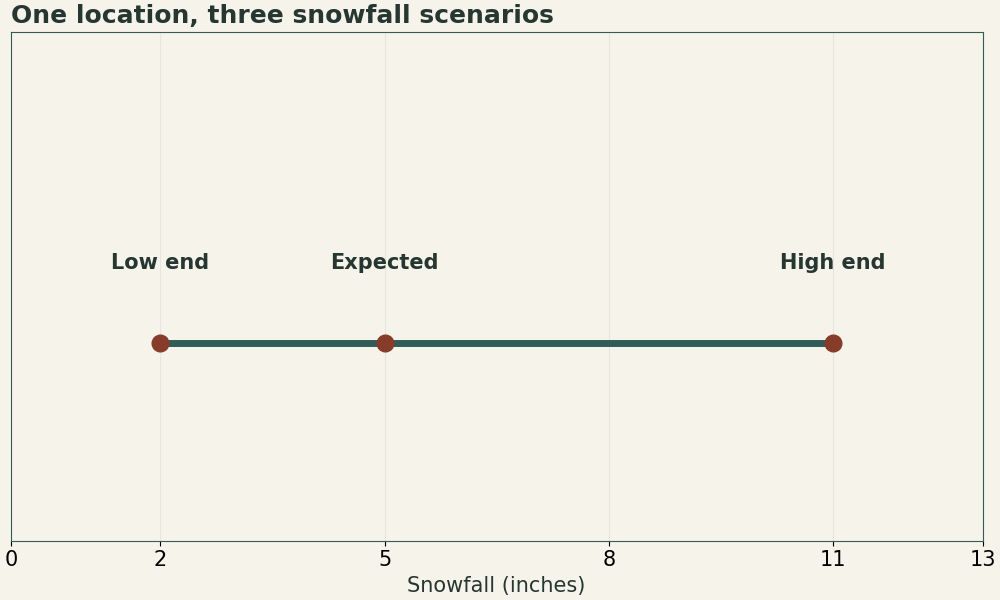 One location, three snowfall scenarios
Low end Expected High end
0 2 5 8 11 13
Snowfall (inches)